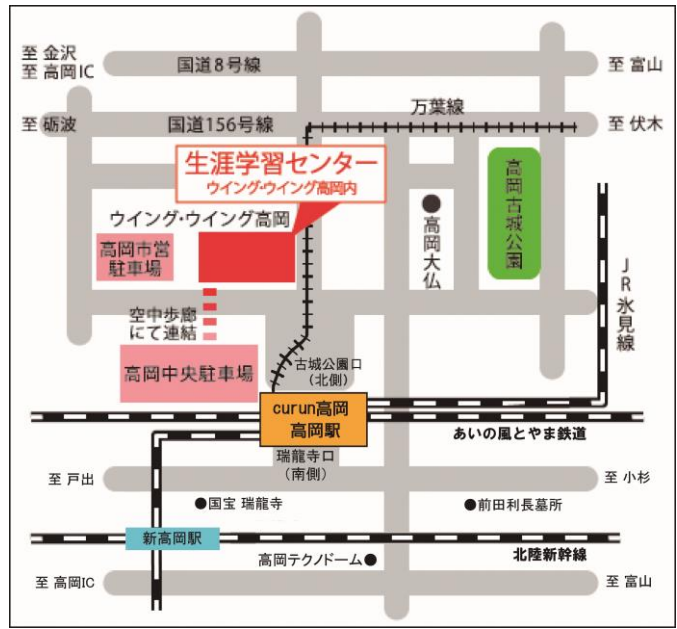 至 金沢
至 高岡IC
国道8号線
至 富山
万葉線
至 砺波
国道156号線
至 伏木
生涯学習センター
ウイング・ウイング高岡内
高岡古城公園
●高岡大仏
ウイング・ウイング高岡
高岡市営
駐車場
JR氷見線
空中歩廊
にて連結
高岡中央駐車場
古城公園口
(北側)
curun高岡
高岡駅
あいの風とやま鉄道
瑞龍寺口
(南側)
至 戸出
至 小杉
●国宝 瑞龍寺
●前田利長墓所
新高岡駅
北陸新幹線
高岡テクノドーム●
至 高岡IC
至 富山